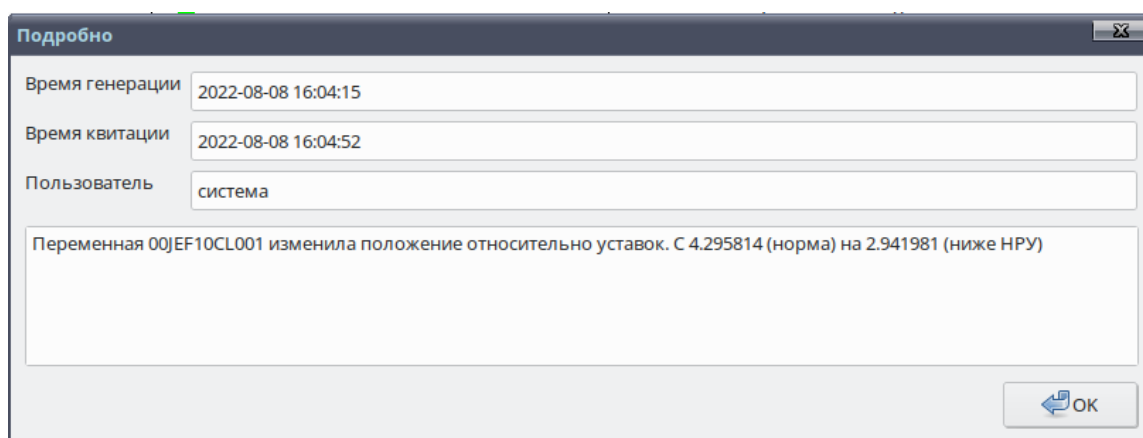 Подробно
Время генерации 2022-08-08 16:04:15
Время квитации 2022-08-08 16:04:52
Пользователь система
Переменная 00JEF10CL001 изменила положение относительно уставок. С 4.295814 (норма) на 2.941981 (ниже НРУ)
OK